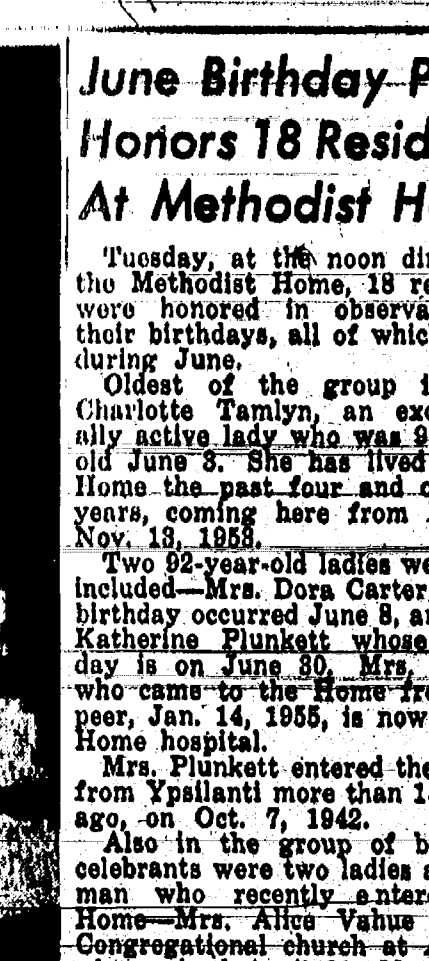 June Birthday P
Honors 18 Resid
At Methodist H
Tuesday, at the noon din
the Methodist Home, 18 re
were honored in observa
their birthdays, all of whic
during June.
Oldest of the group i
Charlotte Tamlyn, an exc
ally active lady who was 9
old June 3. She has lived
Home the past four and o
years, coming here from
Nov. 13, 1953.
Two 92-year-old ladies we
included—Mrs. Dora Carter,
birthday occurred June 8, an
Katherine Plunkett whose
day is on June 30. Mrs.
who came to the Home fro
peer, Jan. 14, 1955, is now
Home hospital.
Mrs. Plunkett entered the
from Ypsilanti more than 1
ago, on Oct. 7, 1942.
Also in the group of b
celebrants were two ladies a
man who recently entere
Home—Mrs. Alice Vahue
Congregational church at